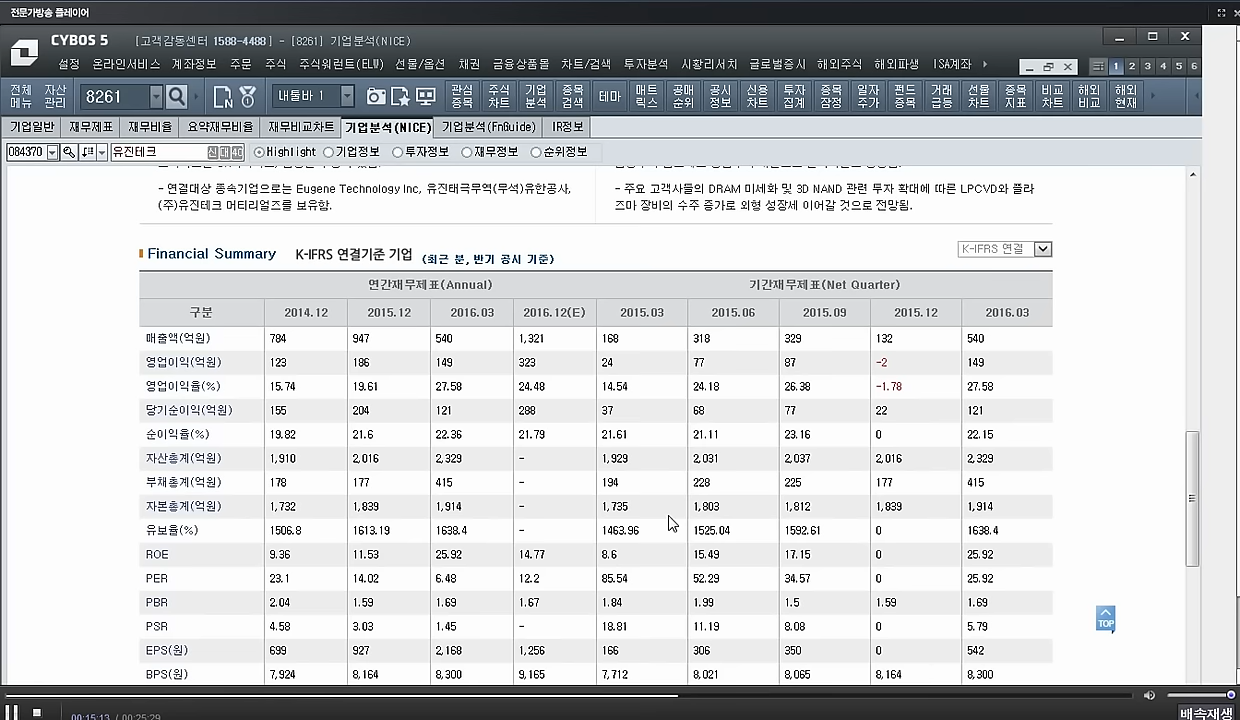 전문가방송 플레이어
CYBOS 5 [고객감동센터 1588-4488] - [8261] 기업분석(NICE)
설정 온라인서비스 계좌정보 주문 주식 주식워런트(ELW) 선물/옵션 채권 금융상품몰 차트/검색 투자분석 시황리서치 글로벌증시 해외주식 해외파생 ISA계좌 1 2 3 4 5 6
전체 메뉴 자산 관리 8261 내툴바 1 관심 종목 주식 차트 기업 분석 종목 검색 테마 매트 릭스 공매 순위 공시 정보 신용 차트 투자 집계 종목 잠정 일자 주가 펀드 종목 거래 급등 선물 차트 종목 지표 비교 차트 해외 비교 해외 현재
기업일반 재무제표 재무비율 요약재무비율 재무비교차트 기업분석(NICE) 기업분석(FnGuide) IR정보
084370 유진테크 신 대 40 Highlight 기업정보 투자정보 재무정보 순위정보
- 연결대상 종속기업으로는 Eugene Technology Inc, 유진태극무역(무석)유한공사,
(주)유진테크 머티리얼즈를 보유함.
- 주요 고객사들의 DRAM 미세화 및 3D NAND 관련 투자 확대에 따른 LPCVD와 플라
즈마 장비의 수주 증가로 외형 성장세 이어갈 것으로 전망됨.
Financial Summary K-IFRS 연결기준 기업 (최근 분,반기 공시 기준) K-IFRS 연결
연간재무제표(Annual) 기간재무제표(Net Quarter)
구분 2014.12 2015.12 2016.03 2016.12(E) 2015.03 2015.06 2015.09 2015.12 2016.03
매출액(억원) 784 947 540 1,321 168 318 329 132 540
영업이익(억원) 123 186 149 323 24 77 87 -2 149
영업이익율(%) 15.74 19.61 27.58 24.48 14.54 24.18 26.38 -1.78 27.58
당기순이익(억원) 155 204 121 288 37 68 77 22 121
순이익율(%) 19.82 21.6 22.36 21.79 21.61 21.11 23.16 0 22.15
자산총계(억원) 1,910 2,016 2,329 - 1,929 2,031 2,037 2,016 2,329
부채총계(억원) 178 177 415 - 194 228 225 177 415
자본총계(억원) 1,732 1,839 1,914 - 1,735 1,803 1,812 1,839 1,914
유보율(%) 1506.8 1613.19 1638.4 - 1463.96 1525.04 1592.61 0 1638.4
ROE 9.36 11.53 25.92 14.77 8.6 15.49 17.15 0 25.92
PER 23.1 14.02 6.48 12.2 85.54 52.29 34.57 0 25.92
PBR 2.04 1.59 1.69 1.67 1.84 1.99 1.5 1.59 1.69
PSR 4.58 3.03 1.45 - 18.81 11.19 8.08 0 5.79
TOP
EPS(원) 699 927 2,168 1,256 166 306 350 0 542
BPS(원) 7,924 8,164 8,300 9,165 7,712 8,021 8,065 8,164 8,300
00:15:13 / 00:25:29 배속재생